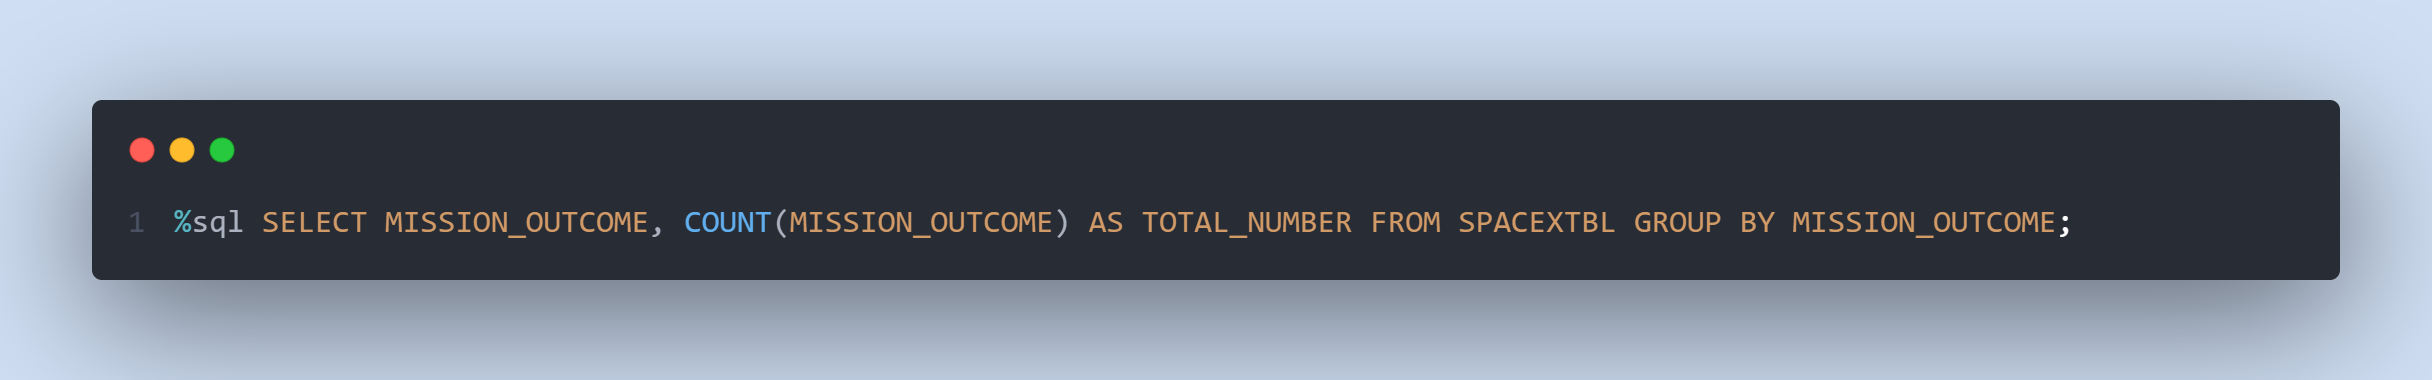 1 %sql SELECT MISSION_OUTCOME, COUNT(MISSION_OUTCOME) AS TOTAL_NUMBER FROM SPACEXTBL GROUP BY MISSION_OUTCOME;